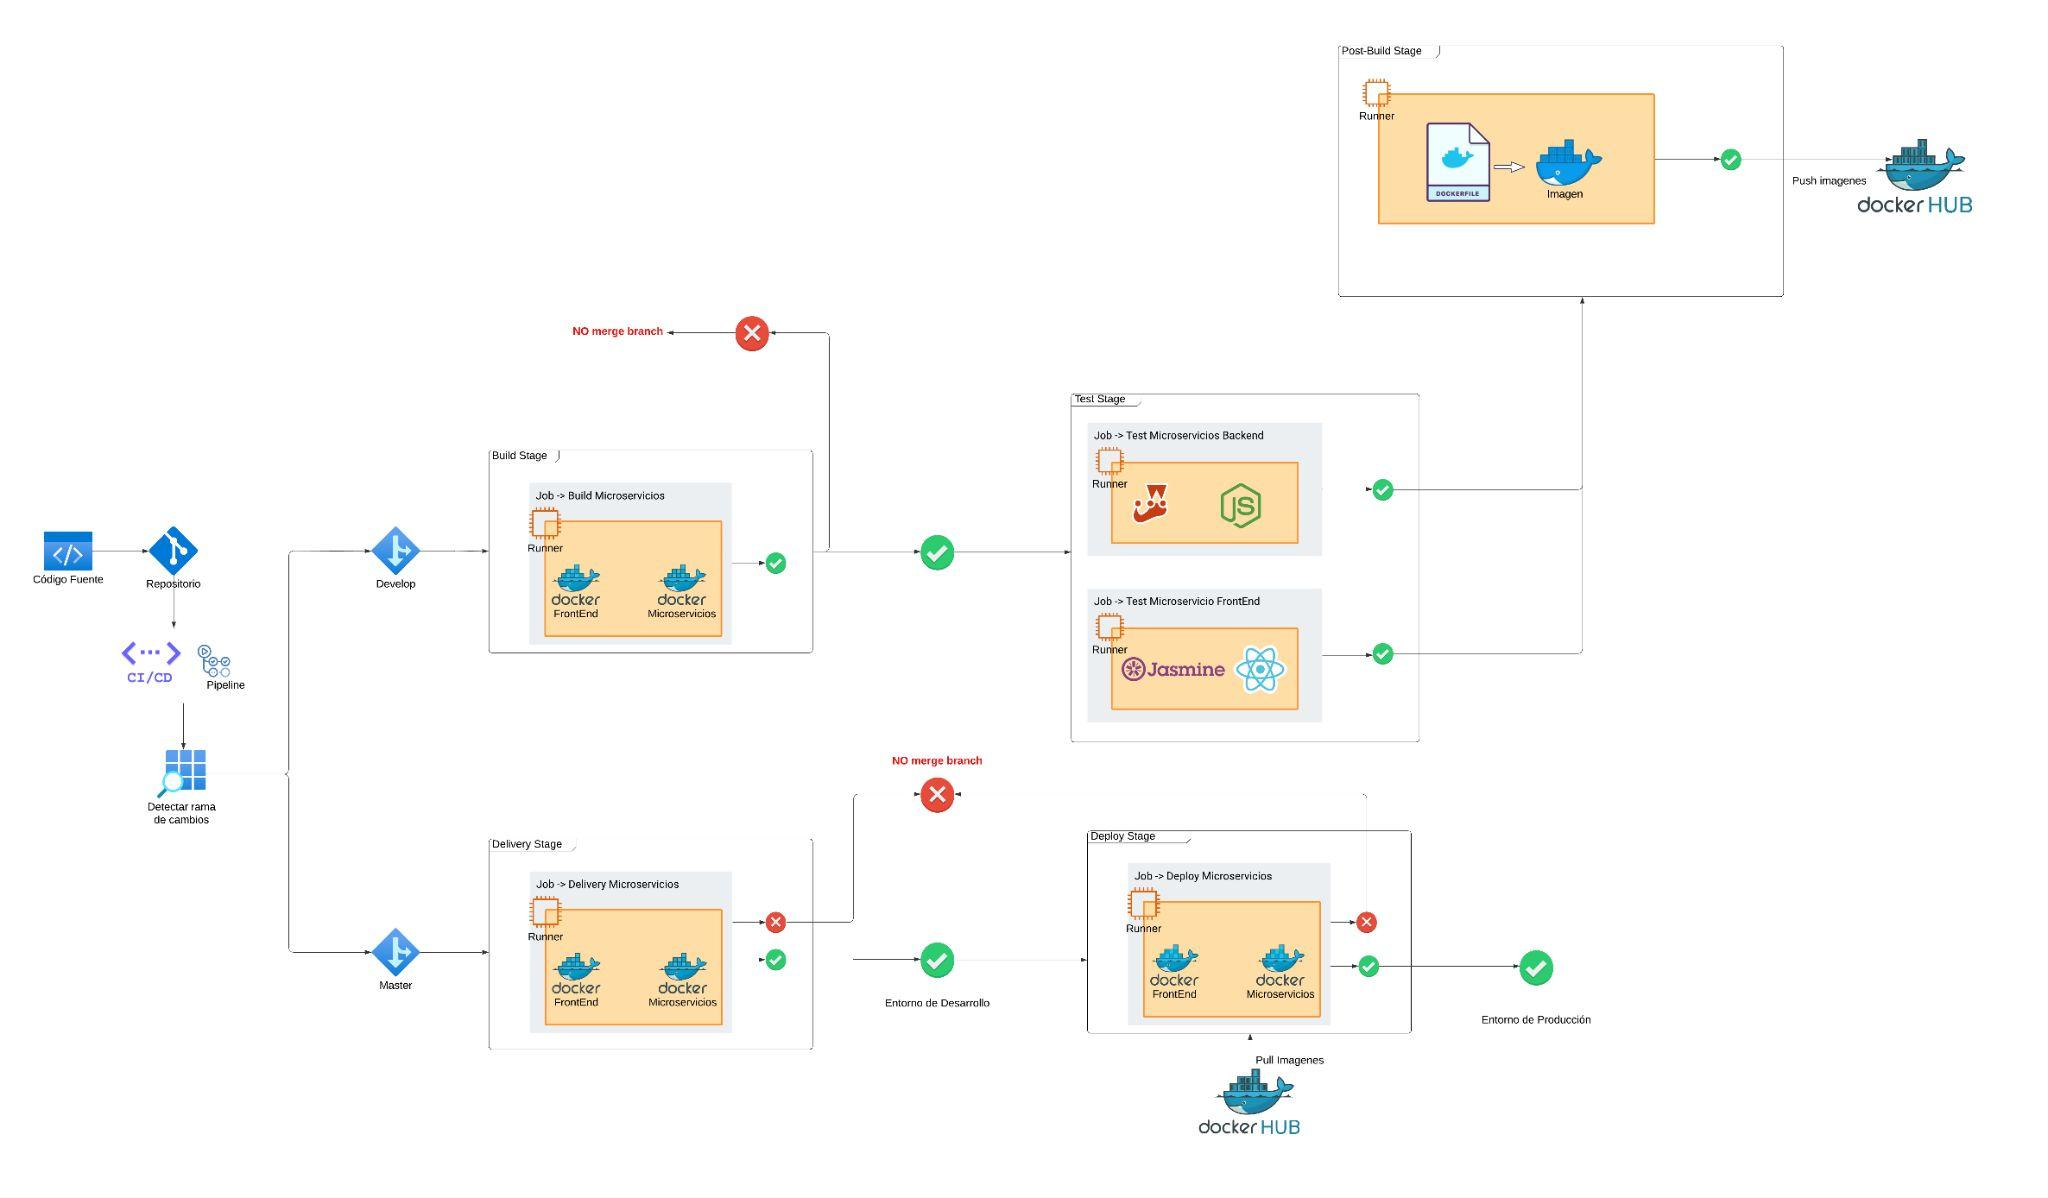 Post-Build Stage
Runner
DOCKERFILE
Imagen
Push imagenes
docker HUB
NO merge branch
Test Stage
Job -> Test Microservicios Backend
Runner
JS
Job -> Test Microservicio FrontEnd
Runner
Jasmine
Build Stage
Job -> Build Microservicios
Runner
docker
FrontEnd
docker
Microservicios
Código Fuente
Repositorio
Develop
CI/CD
Pipeline
Detectar rama
de cambios
NO merge branch
Delivery Stage
Job -> Delivery Microservicios
Runner
docker
FrontEnd
docker
Microservicios
Master
Entorno de Desarrollo
Deploy Stage
Job -> Deploy Microservicios
Runner
docker
FrontEnd
docker
Microservicios
Entorno de Producción
Pull Imagenes
docker HUB